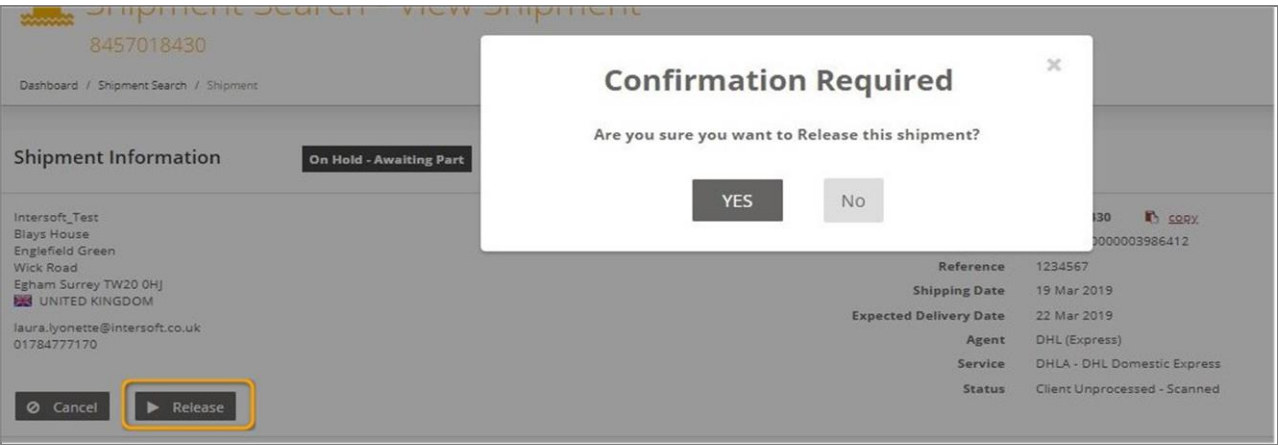 Shipment Search - View Shipment
8457018430
Dashboard / Shipment Search / Shipment
Confirmation Required
Are you sure you want to Release this shipment?
YES No
Shipment Information On Hold - Awaiting Part
Intersoft_Test
Blays House
Englefield Green
Wick Road
Egham Surrey TW20 0HJ
UNITED KINGDOM
laura.lyonette@intersoft.co.uk
01784777170
430 copy
0000003986412
Reference 1234567
Shipping Date 19 Mar 2019
Expected Delivery Date 22 Mar 2019
Agent DHL (Express)
Service DHLA - DHL Domestic Express
Status Client Unprocessed - Scanned
Cancel Release